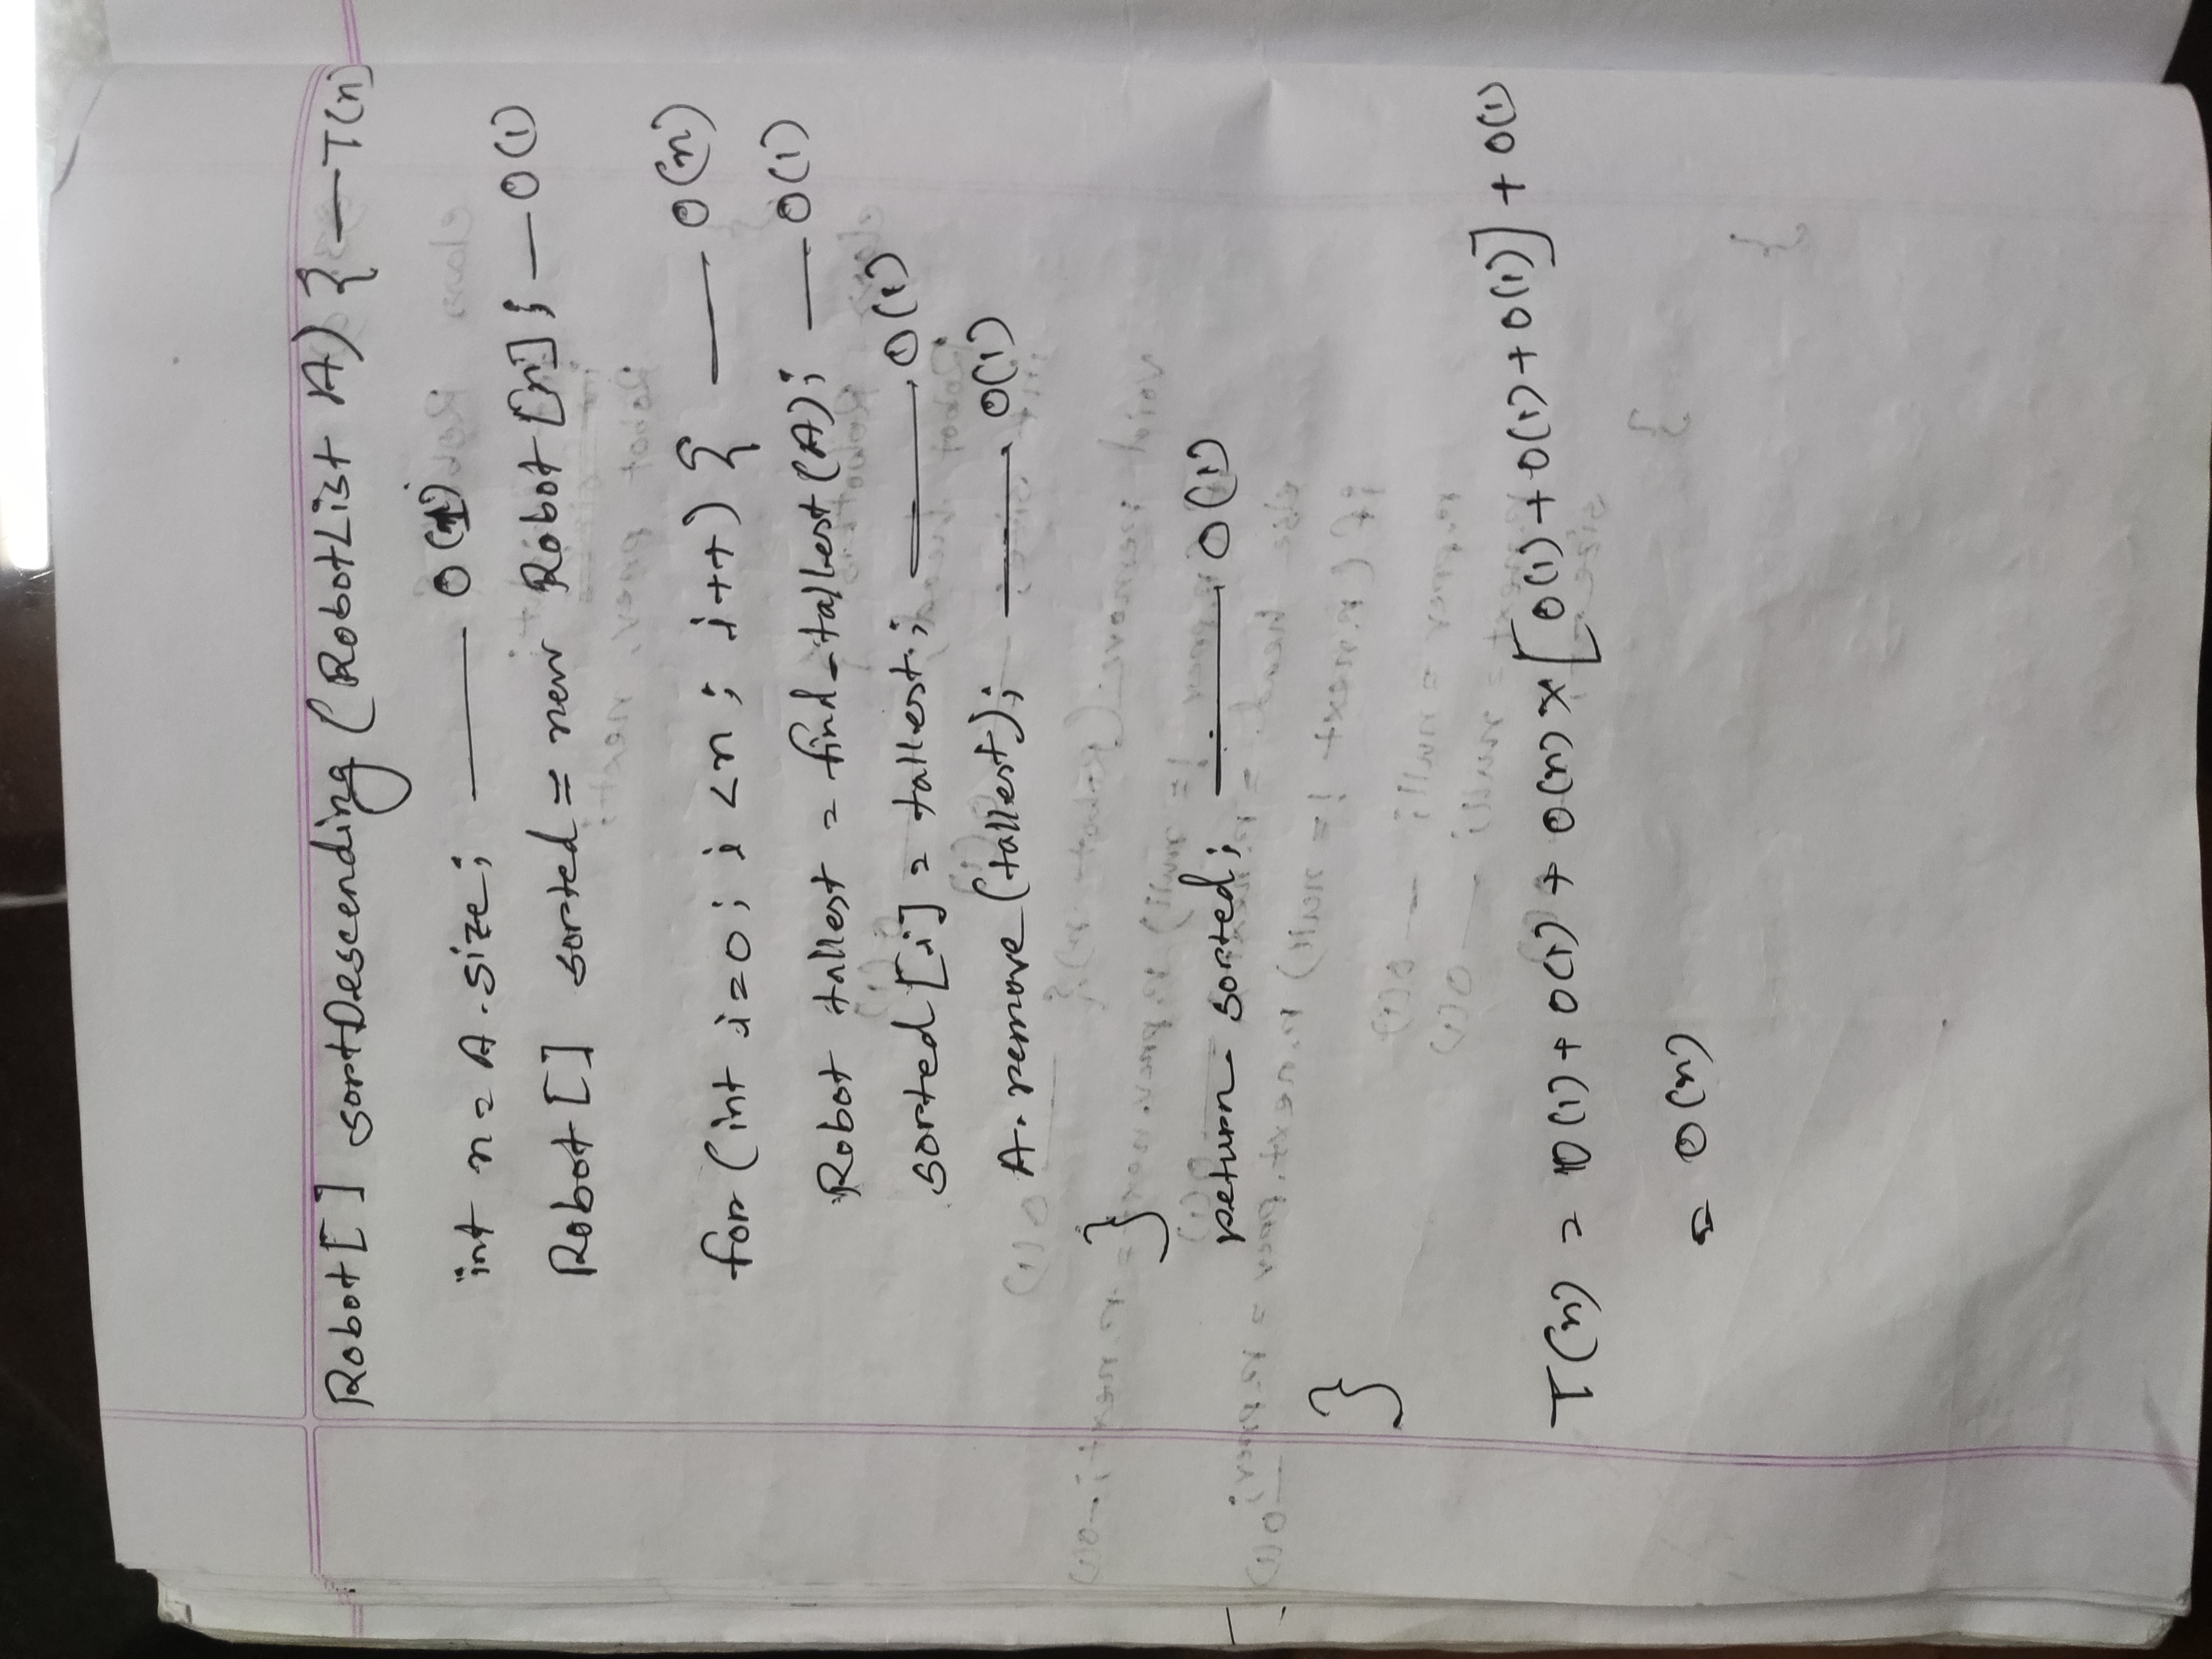 Robot[] sortDescending (RobotList A) { — T(n)
int n = A.size; — O(1)
Robot[] sorted = new Robot[n]; — O(1)
for (int i=0; i<n; i++) { — O(n)
Robot tallest = find_tallest(A); — O(1)
sorted[i] = tallest; — O(1)
A.remove(tallest); — O(1)
}
return sorted; — O(1)
}
T(n) = O(1) + O(1) + O(n) × [O(1) + O(1) + O(1)] + O(1)
= O(n)